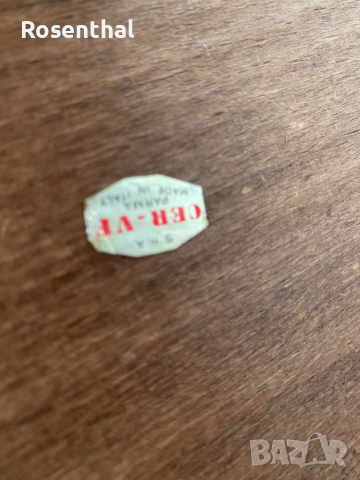 Rosenthal
S.n.A.
CER-VE
PARMA
MADE IN ITALY
BAZAR